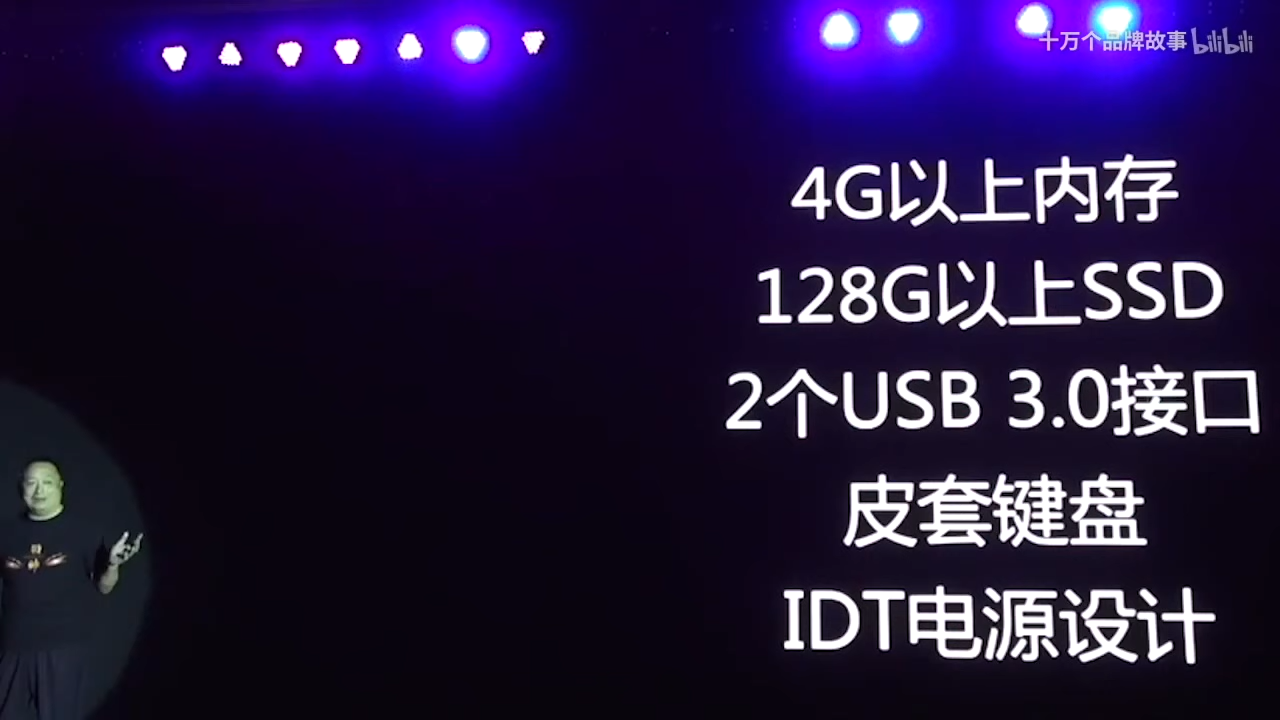 十万个品牌故事 bilibili
4G以上内存
128G以上SSD
2个USB 3.0接口
皮套键盘
IDT电源设计